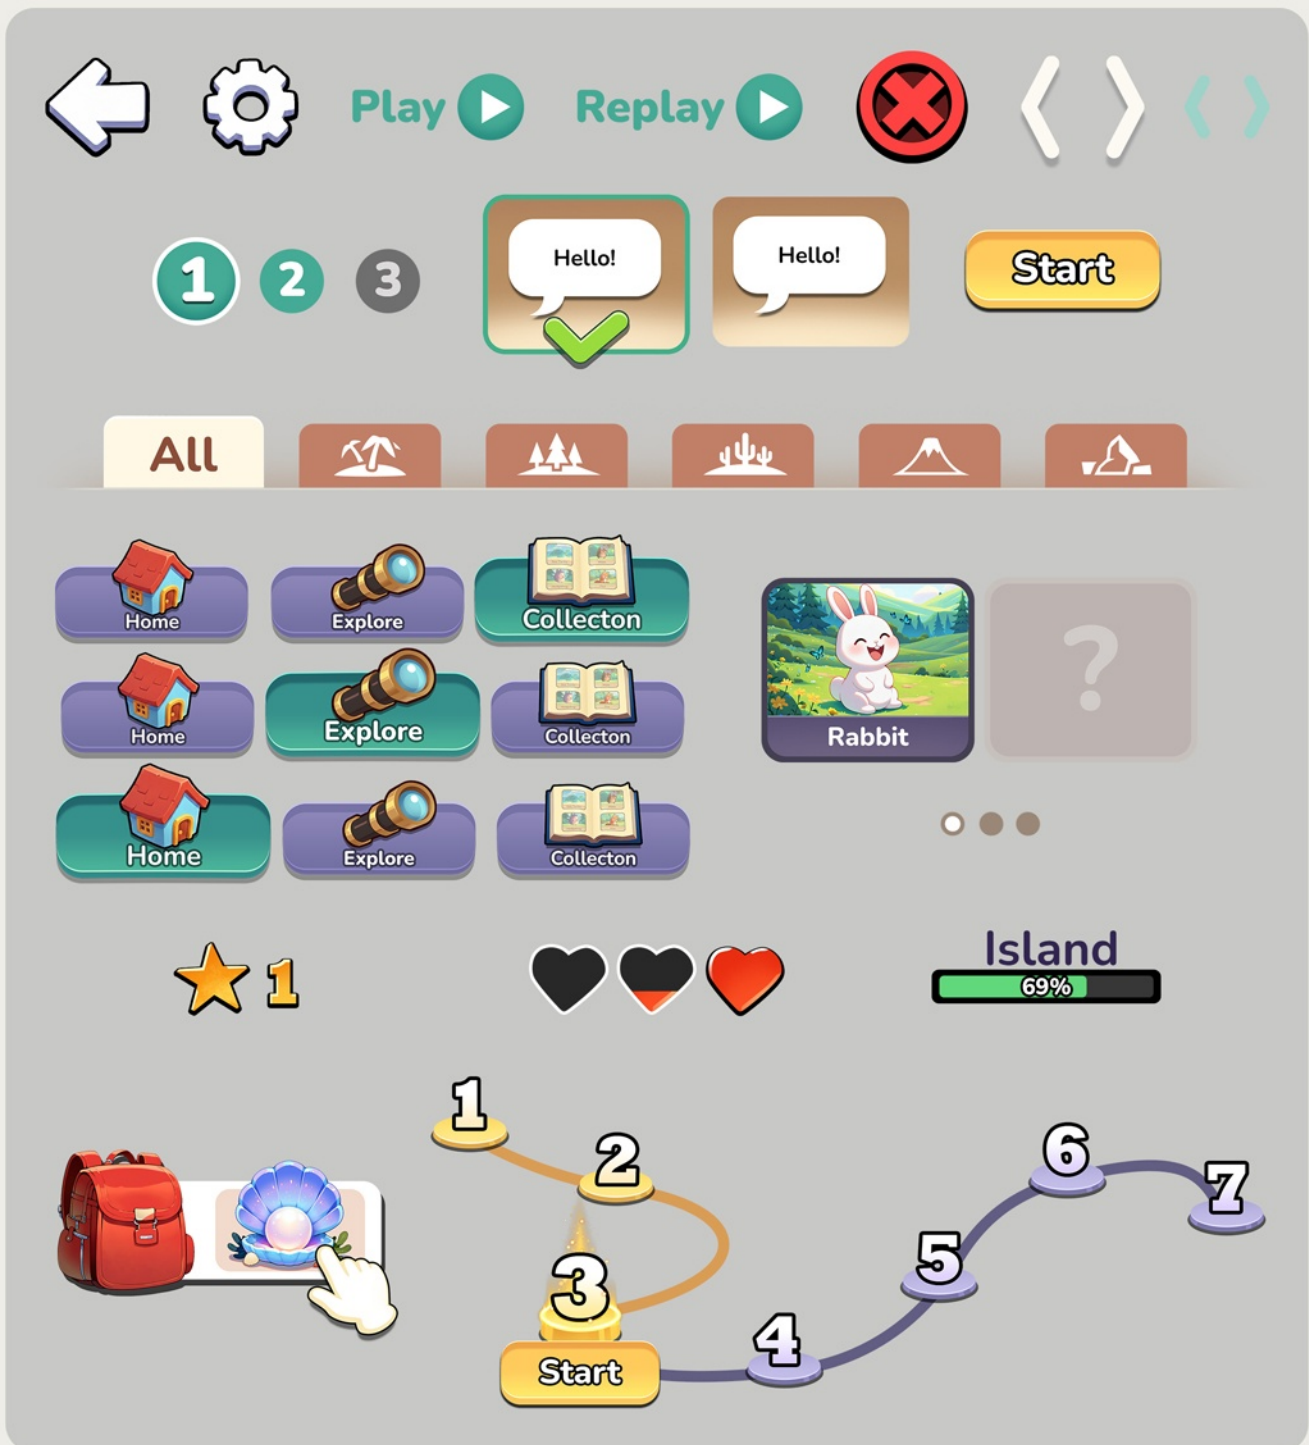 Play
Replay
1
2
3
Hello!
Hello!
Start
All
Home
Explore
Collecton
Home
Explore
Collecton
Home
Explore
Collecton
Rabbit
?
1
Island
69%
1
2
3
Start
4
5
6
7